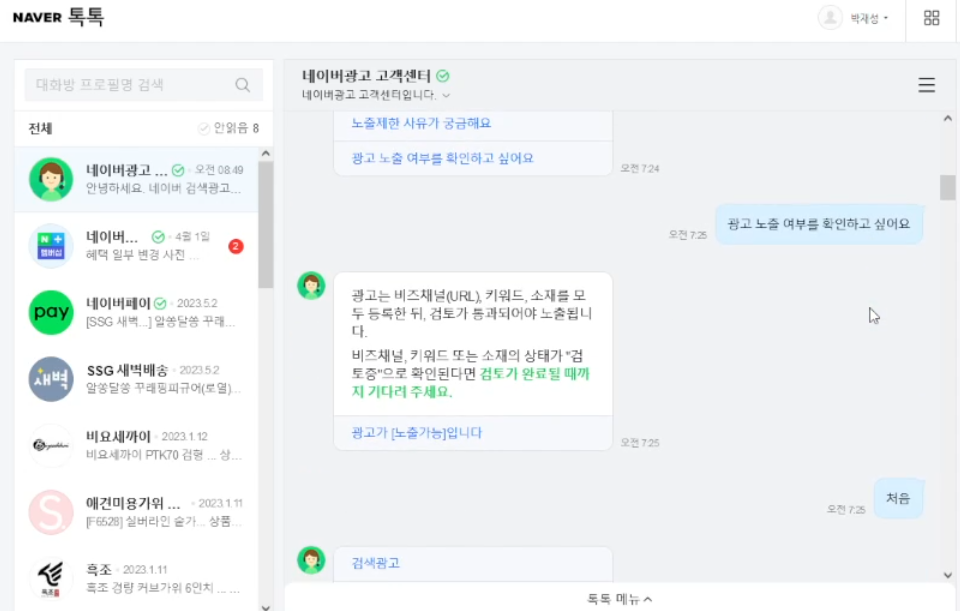 NAVER 톡톡
박재성
대화방 프로필명 검색
전체
안읽음 8
네이버광고 ... 오전 08:49
안녕하세요. 네이버 검색광고...
네이버... 4월 1일
혜택 일부 변경 사전 ...
2
멤버십
네이버페이 2023.5.2
[SSG 새벽...] 알쏭달쏭 꾸래...
pay
SSG 새벽배송 2023.5.2
알쏭달쏭 꾸래핑피규어(로열)...
새벽
비요세까이 2023.1.12
비요세까이 PTK70 검형 ... 상...
애견미용가위 ... 2023.1.11
[F6528] 실버라인 숱가... 상품...
S.
흑조 2023.1.11
흑조 경량 커브가위 6인치 ... ...
흑조
네이버광고 고객센터
네이버광고 고객센터입니다.
노출제한 사유가 궁금해요
광고 노출 여부를 확인하고 싶어요
오전 7:24
오전 7:25
광고 노출 여부를 확인하고 싶어요
광고는 비즈채널(URL), 키워드, 소재를 모
두 등록한 뒤, 검토가 통과되어야 노출됩니
다.
비즈채널, 키워드 또는 소재의 상태가 "검
토중"으로 확인된다면 검토가 완료될 때까
지 기다려 주세요.
광고가 [노출가능]입니다
오전 7:25
오전 7:25
처음
검색광고
톡톡 메뉴